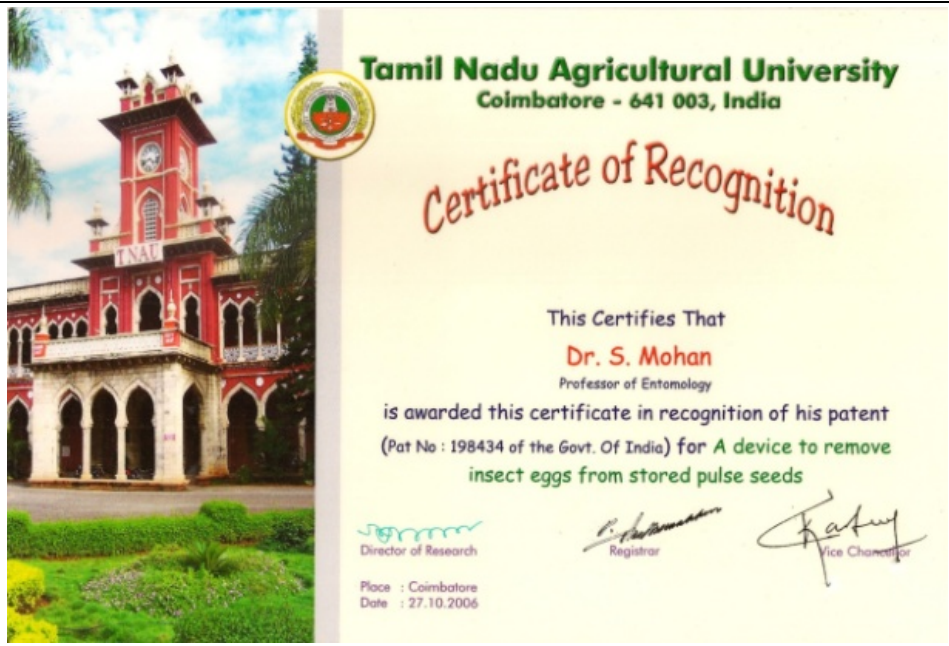 Tamil Nadu Agricultural University
Coimbatore - 641 003, India
Certificate of Recognition
T.N.A.U
This Certifies That
Dr. S. Mohan
Professor of Entomology
is awarded this certificate in recognition of his patent
(Pat No : 198434 of the Govt. Of India) for A device to remove
insect eggs from stored pulse seeds
Director of Research
Registrar
Vice Chancellor
Place : Coimbatore
Date : 27.10.2006